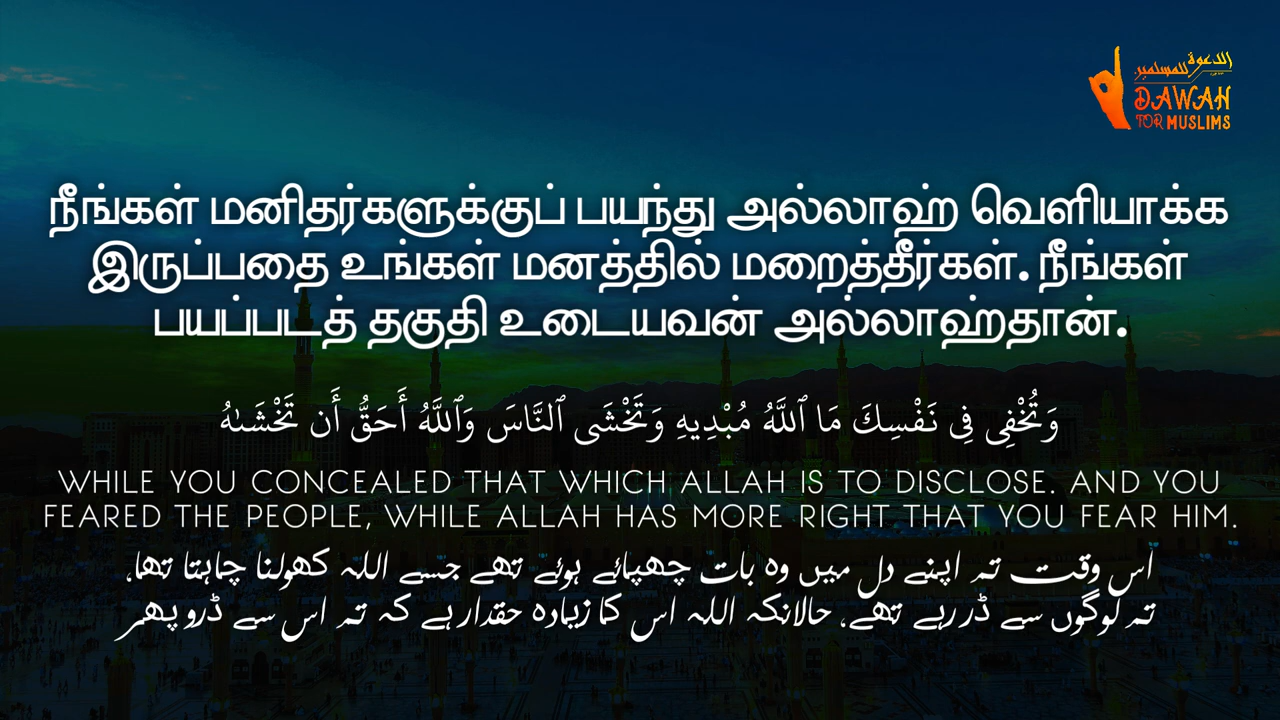 الدعوة للمسلمين
DAWAH
FOR MUSLIMS
நீங்கள் மனிதர்களுக்குப் பயந்து அல்லாஹ் வெளியாக்க
இருப்பதை உங்கள் மனத்தில் மறைத்தீர்கள். நீங்கள்
பயப்படத் தகுதி உடையவன் அல்லாஹ்தான்.
وَتُخْفِى فِى نَفْسِكَ مَا ٱللَّهُ مُبْدِيهِ وَتَخْشَى ٱلنَّاسَ وَٱللَّهُ أَحَقُّ أَن تَخْشَىٰهُ
WHILE YOU CONCEALED THAT WHICH ALLAH IS TO DISCLOSE. AND YOU
FEARED THE PEOPLE, WHILE ALLAH HAS MORE RIGHT THAT YOU FEAR HIM.
اس وقت تم اپنے دل میں وہ بات چھپائے ہوئے تھے جسے اللہ کھولنا چاہتا تھا،
تم لوگوں سے ڈر رہے تھے، حالانکہ اللہ اس کا زیادہ حقدار ہے کہ تم اس سے ڈرو پھر